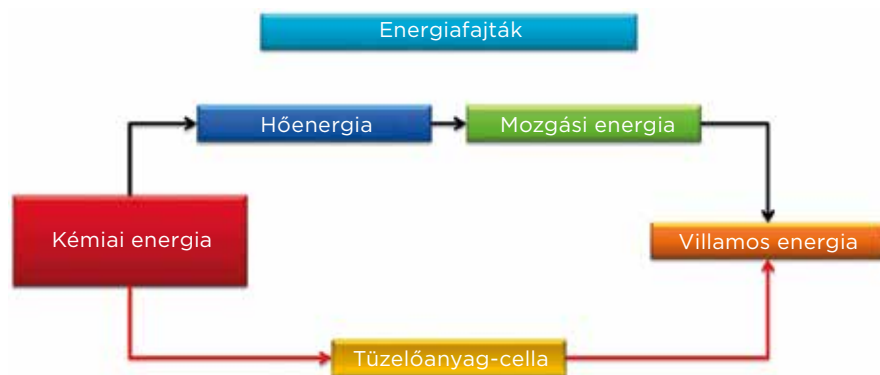 Energiafajták
Hőenergia
Mozgási energia
Kémiai energia
Villamos energia
Tüzelőanyag-cella